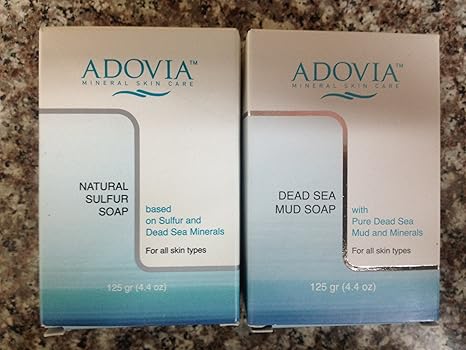 ADOVIA™
MINERAL SKIN CARE
NATURAL
SULFUR
SOAP
based
on Sulfur and
Dead Sea Minerals
For all skin types
125 gr (4.4 oz)
ADOVIA™
MINERAL SKIN CARE
DEAD SEA
MUD SOAP
with
Pure Dead Sea
Mud and Minerals
For all skin types
125 gr (4.4 oz)